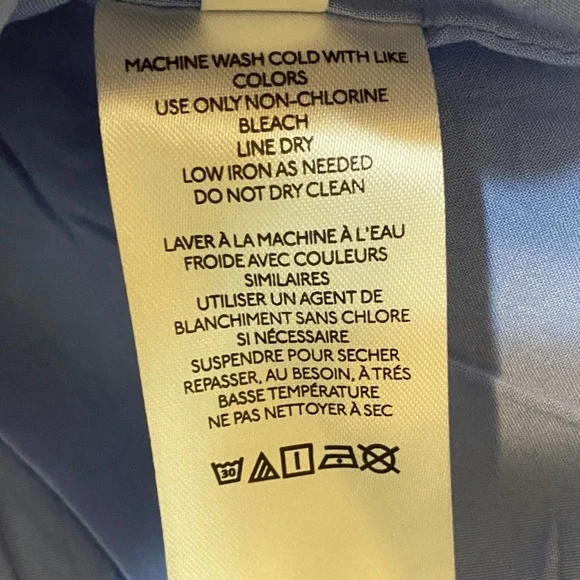 MACHINE WASH COLD WITH LIKE
COLORS
USE ONLY NON-CHLORINE
BLEACH
LINE DRY
LOW IRON AS NEEDED
DO NOT DRY CLEAN
LAVER À LA MACHINE À L'EAU
FROIDE AVEC COULEURS
SIMILAIRES
UTILISER UN AGENT DE
BLANCHIMENT SANS CHLORE
SI NÉCESSAIRE
SUSPENDRE POUR SECHER
REPASSER, AU BESOIN, À TRÉS
BASSE TEMPÉRATURE
NE PAS NETTOYER À SEC
30